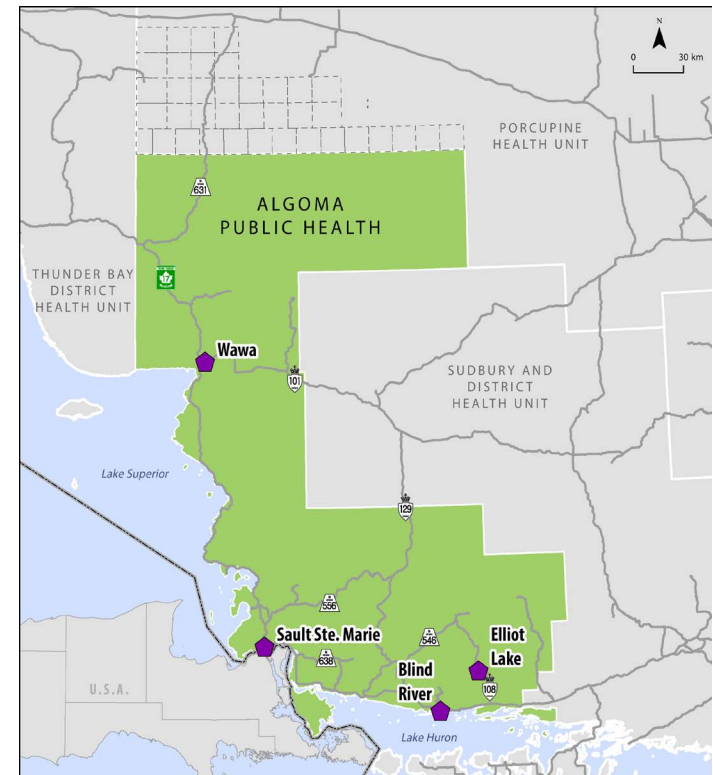 N
0 30 km
PORCUPINE
HEALTH UNIT
631
ALGOMA
PUBLIC HEALTH
THUNDER BAY
DISTRICT
HEALTH UNIT
17
Wawa
101
SUDBURY AND
DISTRICT
HEALTH UNIT
Lake Superior
129
556
Sault Ste. Marie
638
546
Elliot
Lake
Blind
River
108
U.S.A.
Lake Huron